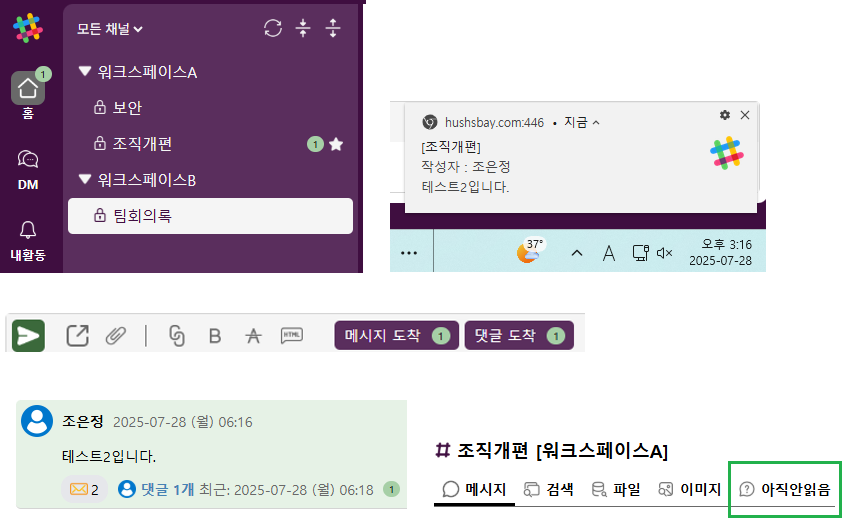 모든 채널
1
홈
DM
내활동
워크스페이스A
보안
조직개편
1
워크스페이스B
팀회의록
hushsbay.com:446 • 지금
[조직개편]
작성자 : 조은정
테스트2입니다.
37°
A
오후 3:16
2025-07-28
B
A
HTML
메시지 도착 1
댓글 도착 1
조은정 2025-07-28 (월) 06:16
테스트2입니다.
2 댓글 1개 최근: 2025-07-28 (월) 06:18 1
조직개편 [워크스페이스A]
메시지 검색 파일 이미지 아직안읽음